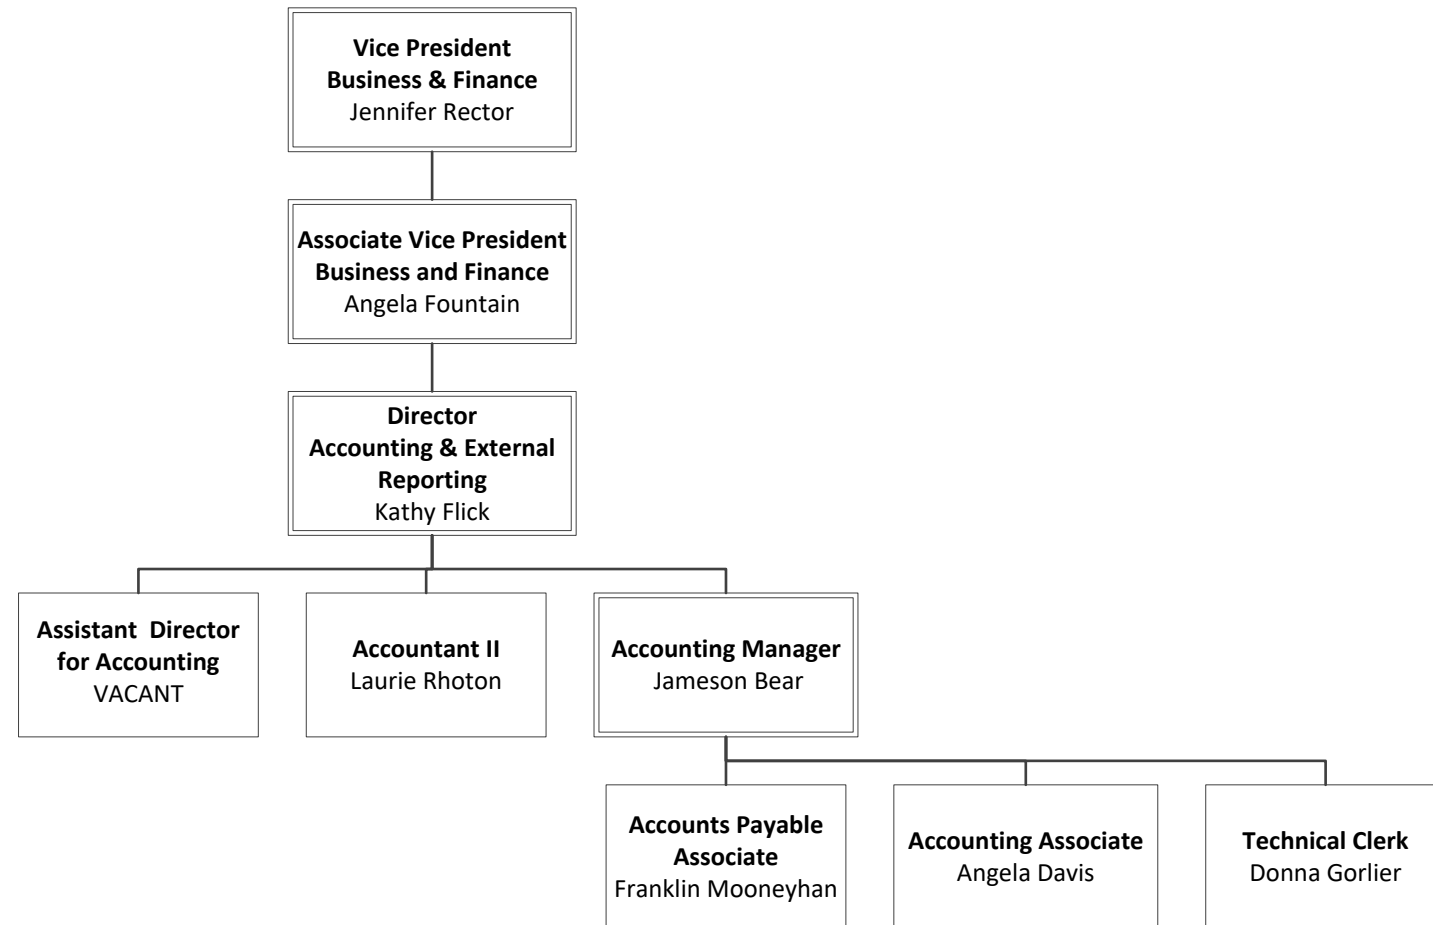 Vice President
Business & Finance
Jennifer Rector
Associate Vice President
Business and Finance
Angela Fountain
Director
Accounting & External
Reporting
Kathy Flick
Assistant  Director
for Accounting
VACANT
Accountant II
Laurie Rhoton
Accounting Manager
Jameson Bear
Accounts Payable
Associate
Franklin Mooneyhan
Accounting Associate
Angela Davis
Technical Clerk
Donna Gorlier